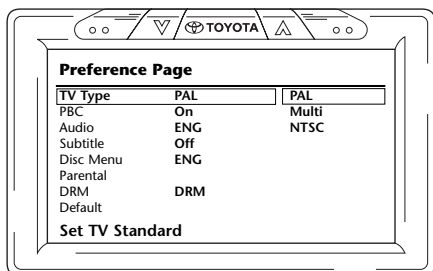 TOYOTA
Preference Page
TV Type PAL PAL
PBC On Multi
Audio ENG NTSC
Subtitle Off
Disc Menu ENG
Parental
DRM DRM
Default
Set TV Standard